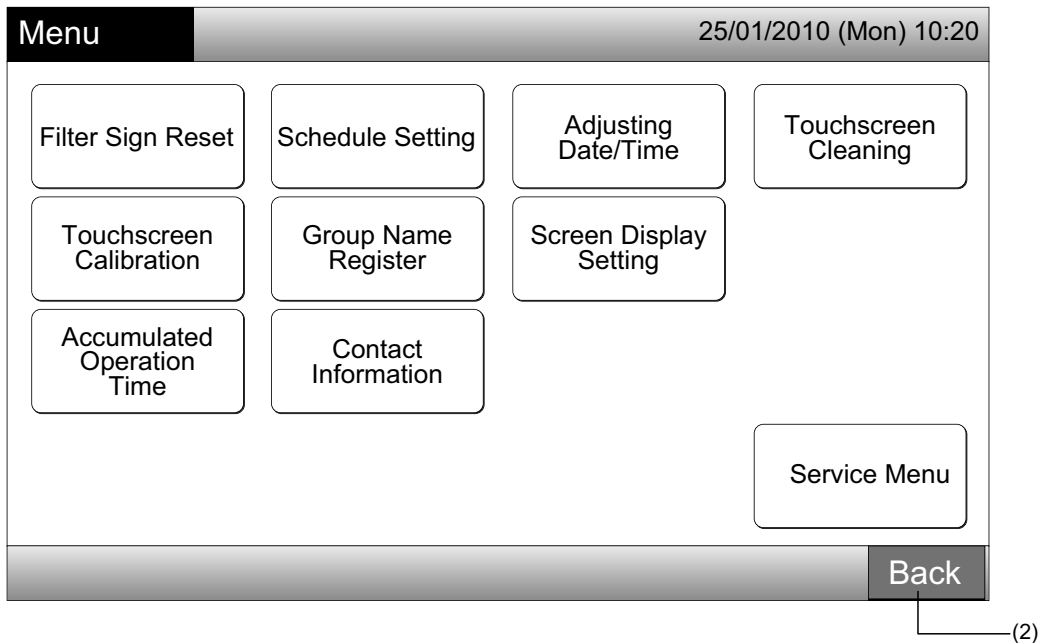 Menu
25/01/2010 (Mon) 10:20
Filter Sign Reset
Schedule Setting
Adjusting
Date/Time
Touchscreen
Cleaning
Touchscreen
Calibration
Group Name
Register
Screen Display
Setting
Accumulated
Operation
Time
Contact
Information
Service Menu
Back
(2)